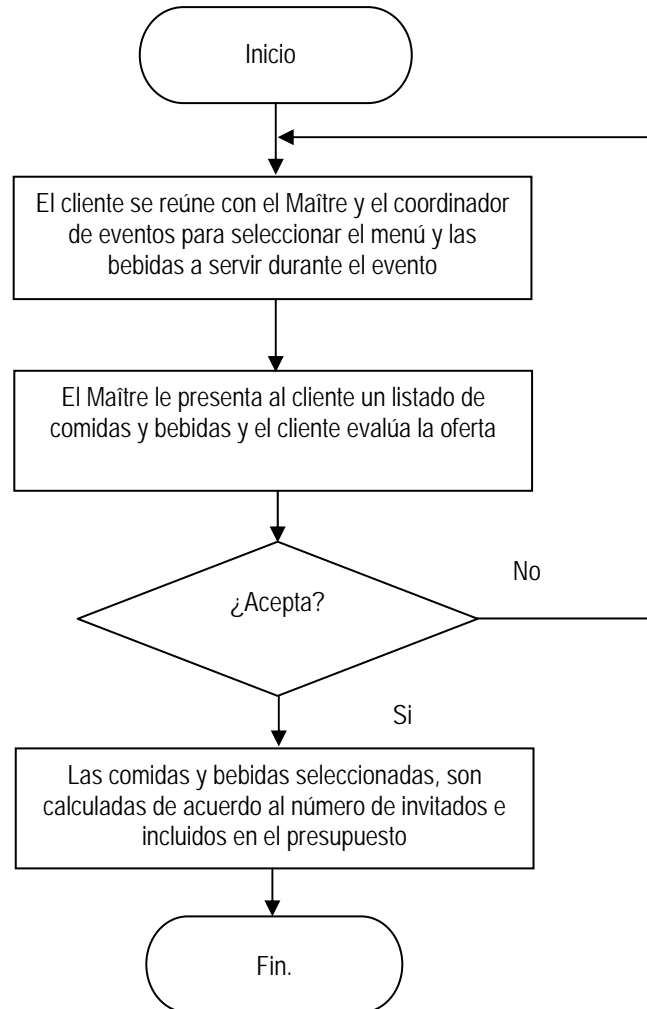 Inicio
El cliente se reúne con el Maître y el coordinador
de eventos para seleccionar el menú y las
bebidas a servir durante el evento
El Maître le presenta al cliente un listado de
comidas y bebidas y el cliente evalúa la oferta
No
¿Acepta?
Si
Las comidas y bebidas seleccionadas, son
calculadas de acuerdo al número de invitados e
incluidos en el presupuesto
Fin.